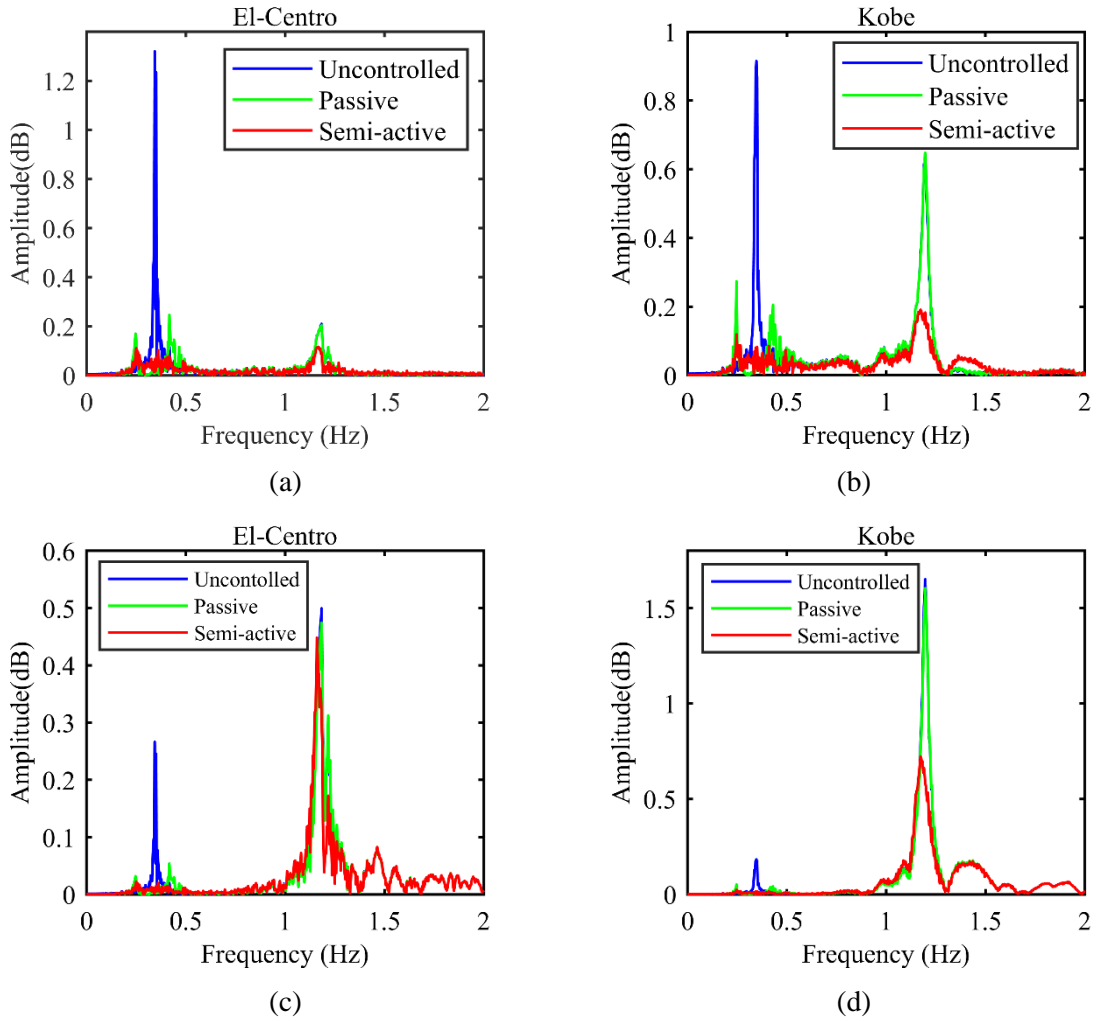 El-Centro
Uncontrolled
Passive
Semi-active
1.2
1
0.8
0.6
0.4
0.2
0
Amplitude(dB)
0 0.5 1 1.5 2
Frequency (Hz)
(a)
Kobe
Uncontrolled
Passive
Semi-active
1
0.8
0.6
0.4
0.2
0
Amplitude(dB)
0 0.5 1 1.5 2
Frequency (Hz)
(b)
El-Centro
Uncontolled
Passive
Semi-active
0.6
0.5
0.4
0.3
0.2
0.1
0
Amplitude(dB)
0 0.5 1 1.5 2
Frequency (Hz)
(c)
Kobe
Uncontrolled
Passive
Semi-active
1.5
1
0.5
0
Amplitude(dB)
0 0.5 1 1.5 2
Frequency (Hz)
(d)